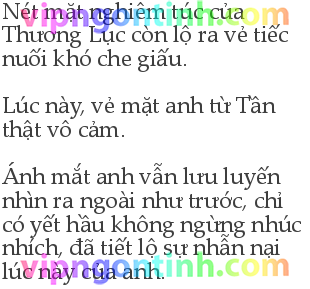 Nét mặt nghiêm túc của
Thương Lục còn lộ ra vẻ tiếc
nuối khó che giấu.
Lúc này, vẻ mặt anh từ Tần
thật vô cảm.
Ánh mắt anh vẫn lưu luyến
nhìn ra ngoài như trước, chỉ
có yết hầu không ngừng nhúc
nhích, đã tiết lộ sự nhẫn nại
lúc này của anh.
vipngontinh.com
vipngontinh.com